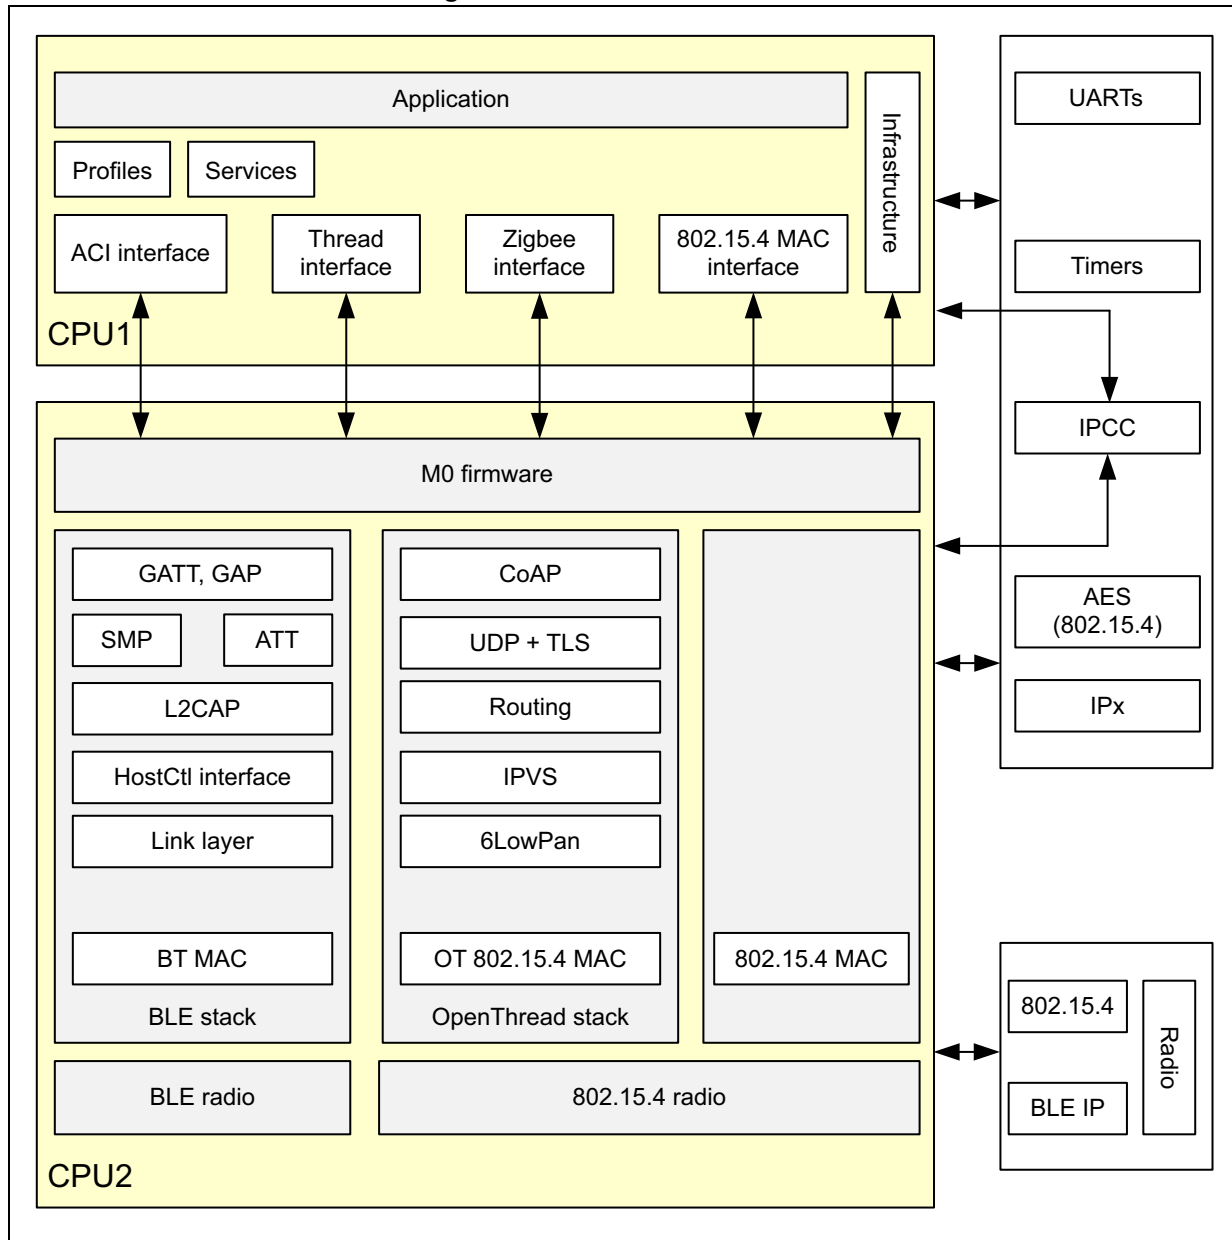 Application
Infrastructure
Profiles
Services
ACI interface
Thread
interface
Zigbee
interface
802.15.4 MAC
interface
CPU1
UARTs
Timers
IPCC
AES
(802.15.4)
IPx
M0 firmware
GATT, GAP
SMP
ATT
L2CAP
HostCtl interface
Link layer
BT MAC
BLE stack
CoAP
UDP + TLS
Routing
IPVS
6LowPan
OT 802.15.4 MAC
OpenThread stack
802.15.4 MAC
BLE radio
802.15.4 radio
CPU2
802.15.4
BLE IP
Radio